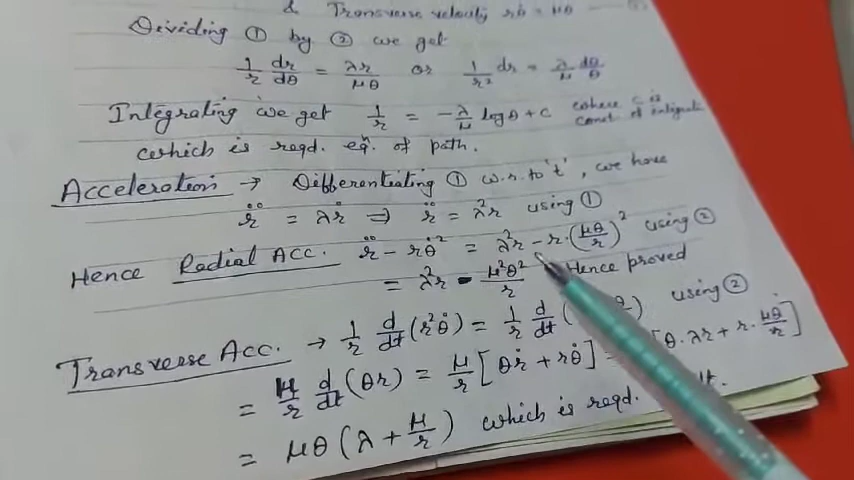 & Transverse velocity rθ̇ = μθ
Dividing ① by ② we get
1/r dr/dθ = λr/μθ or 1/r² dr = λ/μ dθ/θ
Integrating we get 1/r = -λ/μ logθ + c where c is const. of integrat
which is reqd. eqⁿ. of path.
Acceleration → Differentiating ① w.r.to 't', we have
r̈ = λṙ ⇒ r̈ = λ²r using ①
Hence Radial Acc. r̈ - rθ̇² = λ²r - r·(μθ/r)² using ②
= λ²r - μ²θ²/r Hence proved
Transverse Acc. → 1/r d/dt(r²θ̇) = 1/r d/dt( using ②
= μ/r d/dt(θr) = μ/r [θṙ + rθ̇] = [θ·λr + r·μθ/r]
= μθ(λ + μ/r) which is reqd.